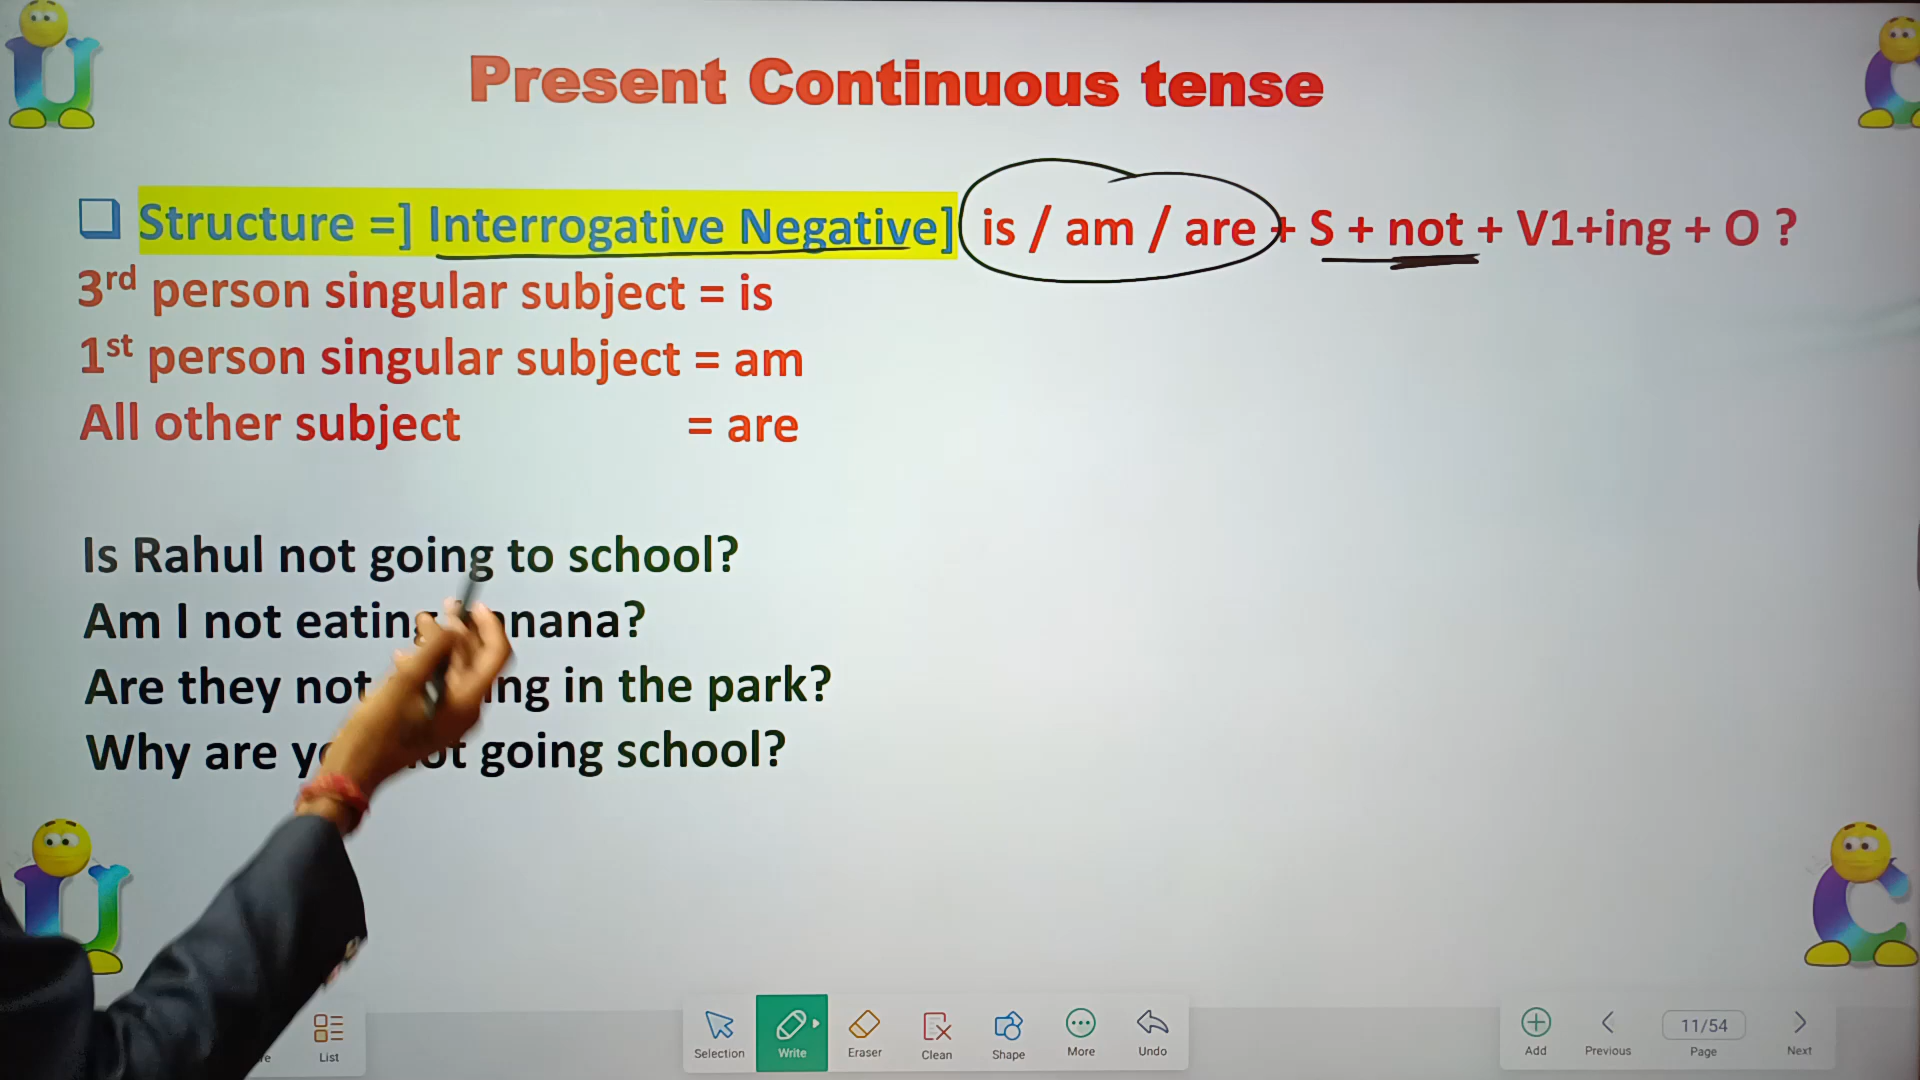 Present Continuous tense
Structure =] Interrogative Negative] is / am / are + S + not + V1+ing + O ?
3rd person singular subject = is
1st person singular subject = am
All other subject = are
Is Rahul not going to school?
Am I not eating banana?
Are they not in the park?
Why are not going school?
List
Selection
Write
Eraser
Clean
Shape
More
Undo
Add
Previous
11/54
Page
Next